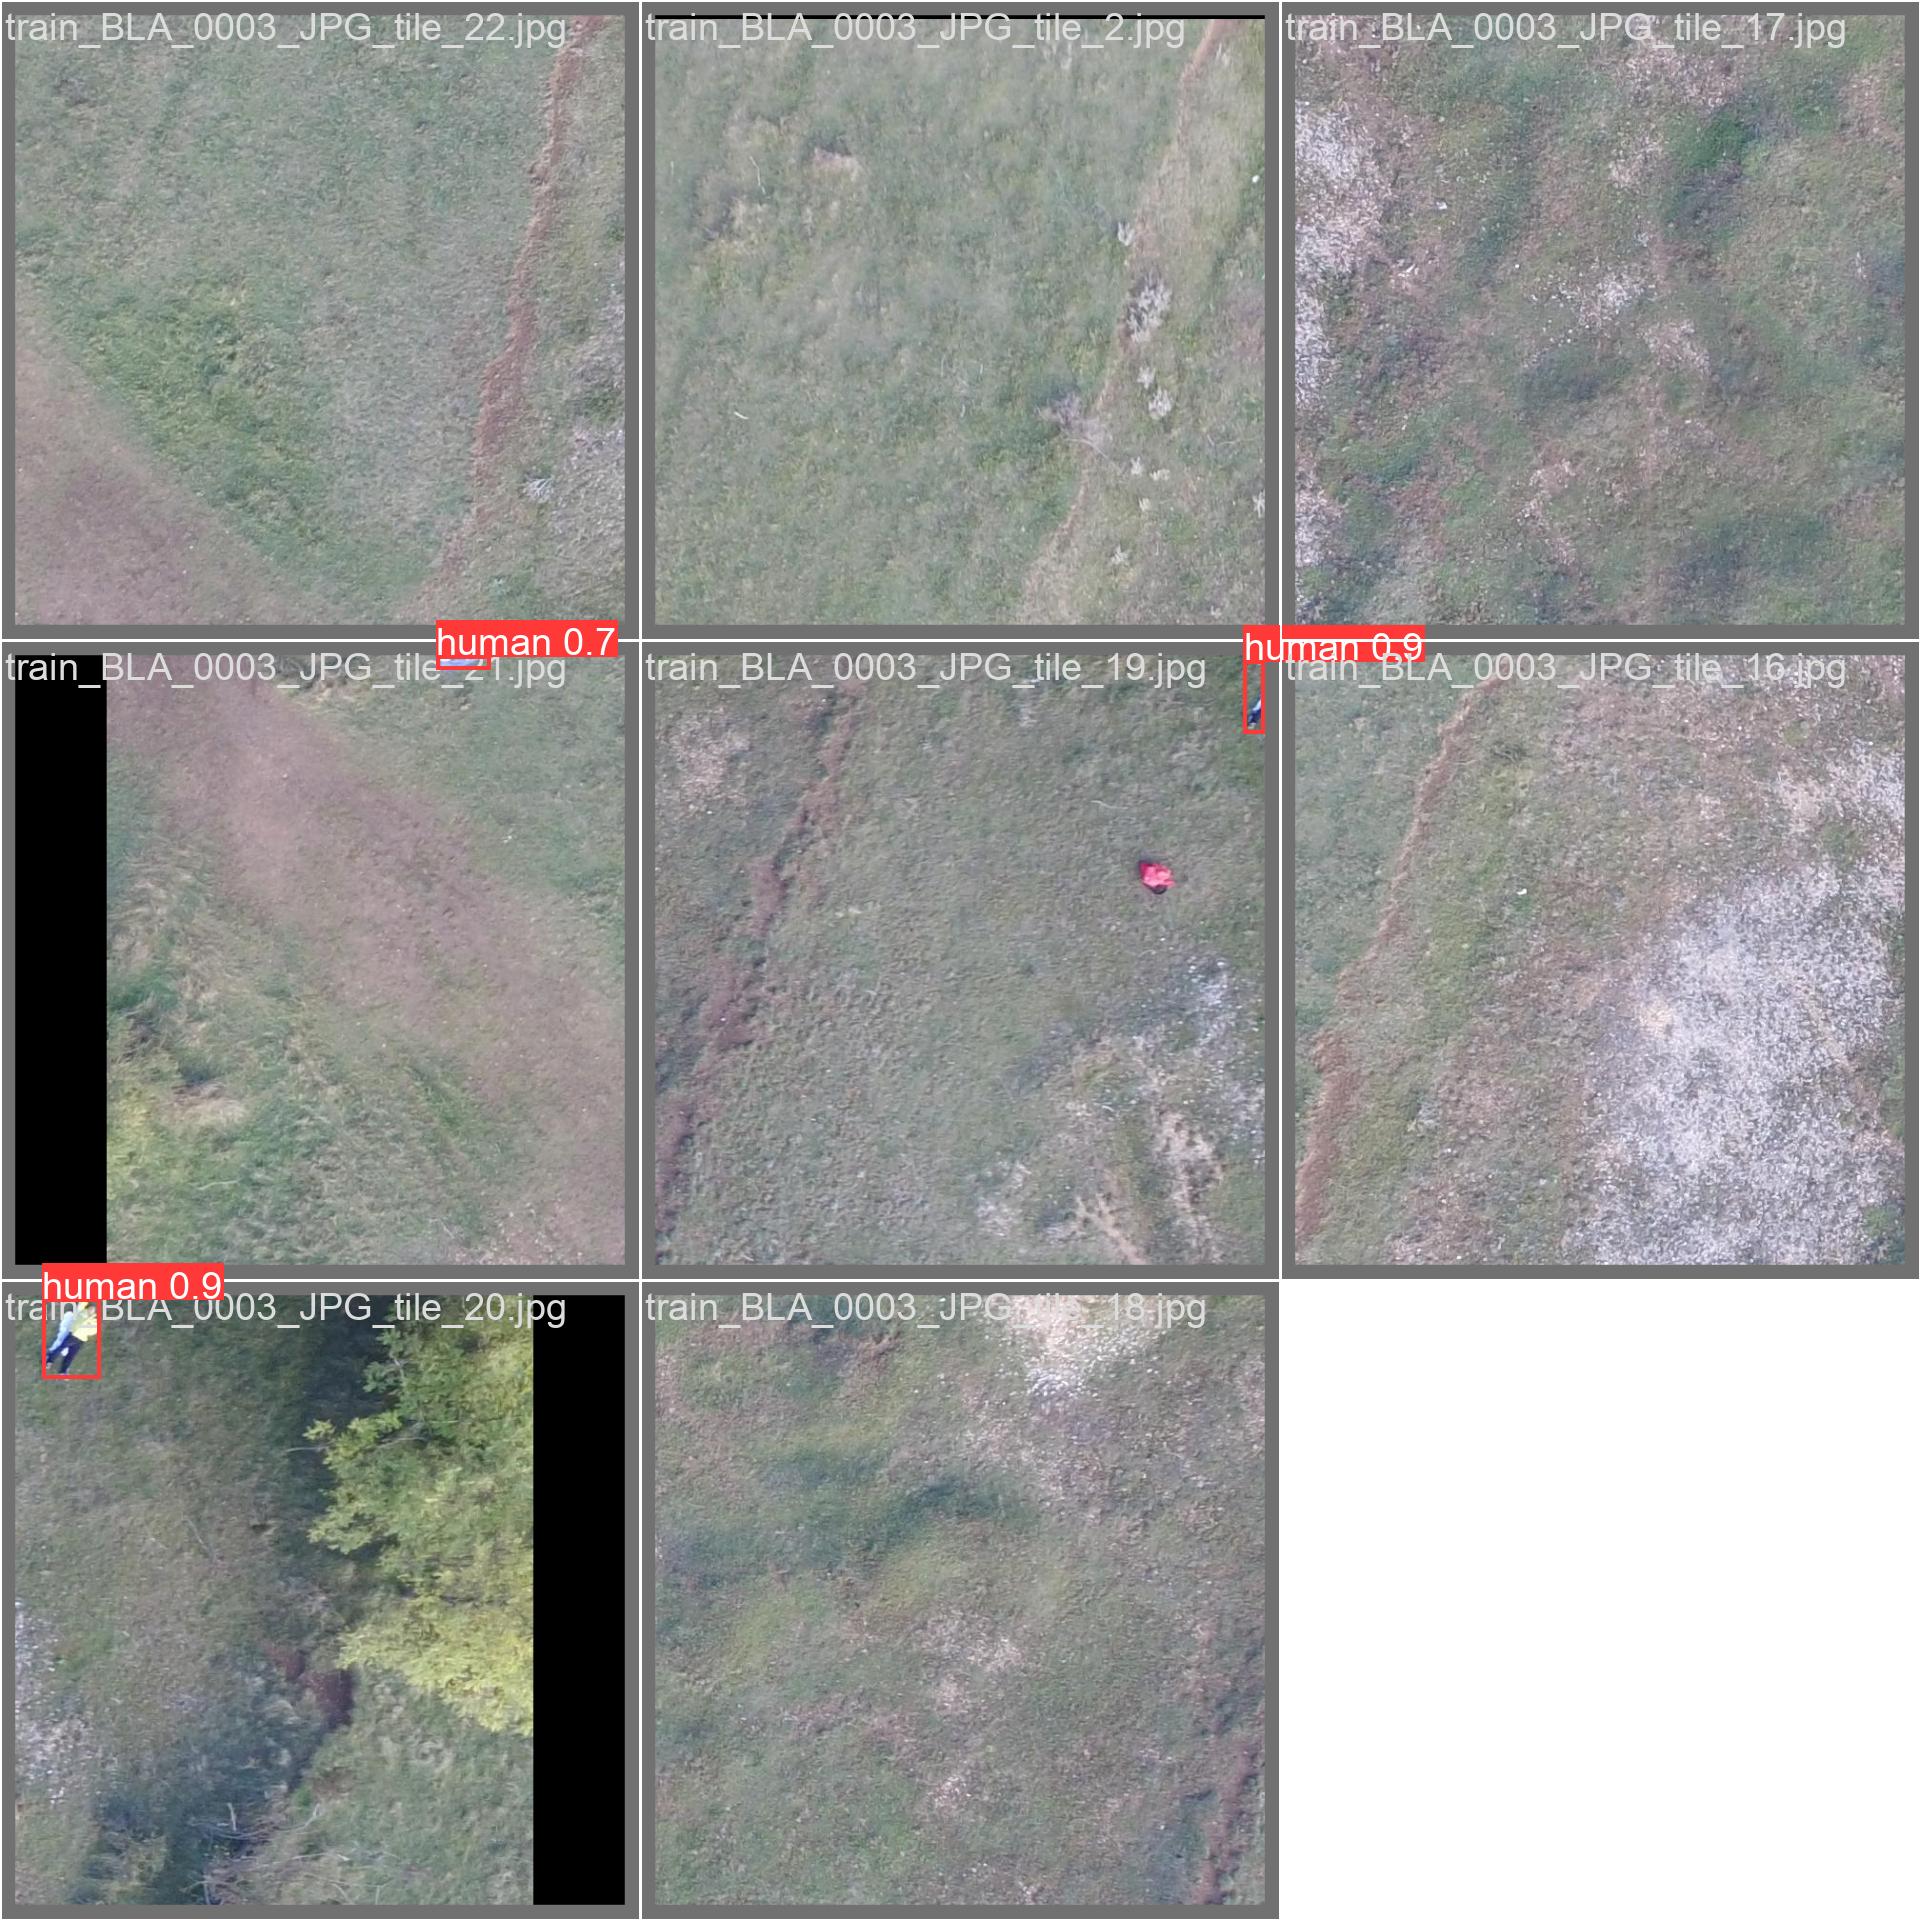 train_BLA_0003_JPG_tile_22.jpg
train_BLA_0003_JPG_tile_2.jpg
train_BLA_0003_JPG_tile_17.jpg
human 0.7
train_BLA_0003_JPG_tile_21.jpg
human 0.9
train_BLA_0003_JPG_tile_19.jpg
train_BLA_0003_JPG_tile_16.jpg
human 0.9
train_BLA_0003_JPG_tile_20.jpg
train_BLA_0003_JPG_tile_18.jpg